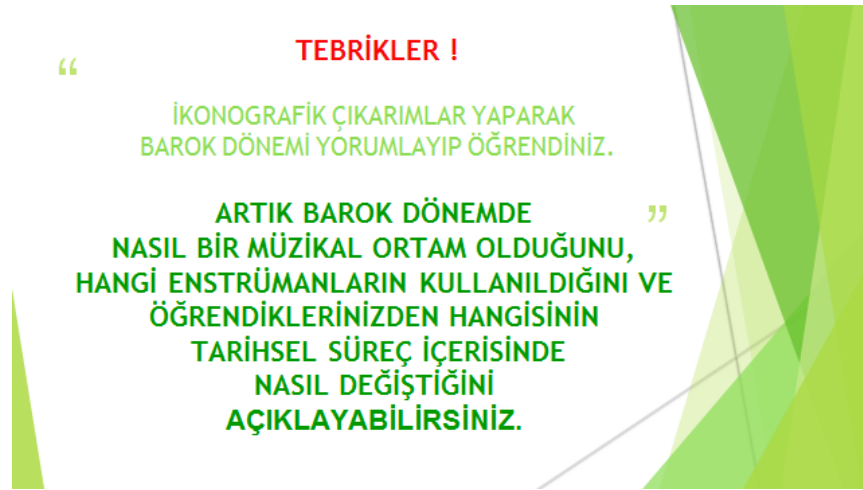 “
TEBRİKLER !
İKONOGRAFİK ÇIKARIMLAR YAPARAK
BAROK DÖNEMİ YORUMLAYIP ÖĞRENDİNİZ.
ARTIK BAROK DÖNEMDE
”
NASIL BİR MÜZİKAL ORTAM OLDUĞUNU,
HANGİ ENSTRÜMANLARIN KULLANILDIĞINI VE
ÖĞRENDİKLERİNİZDEN HANGİSİNİN
TARİHSEL SÜREÇ İÇERİSİNDE
NASIL DEĞİŞTİĞİNİ
AÇIKLAYABİLİRSİNİZ.